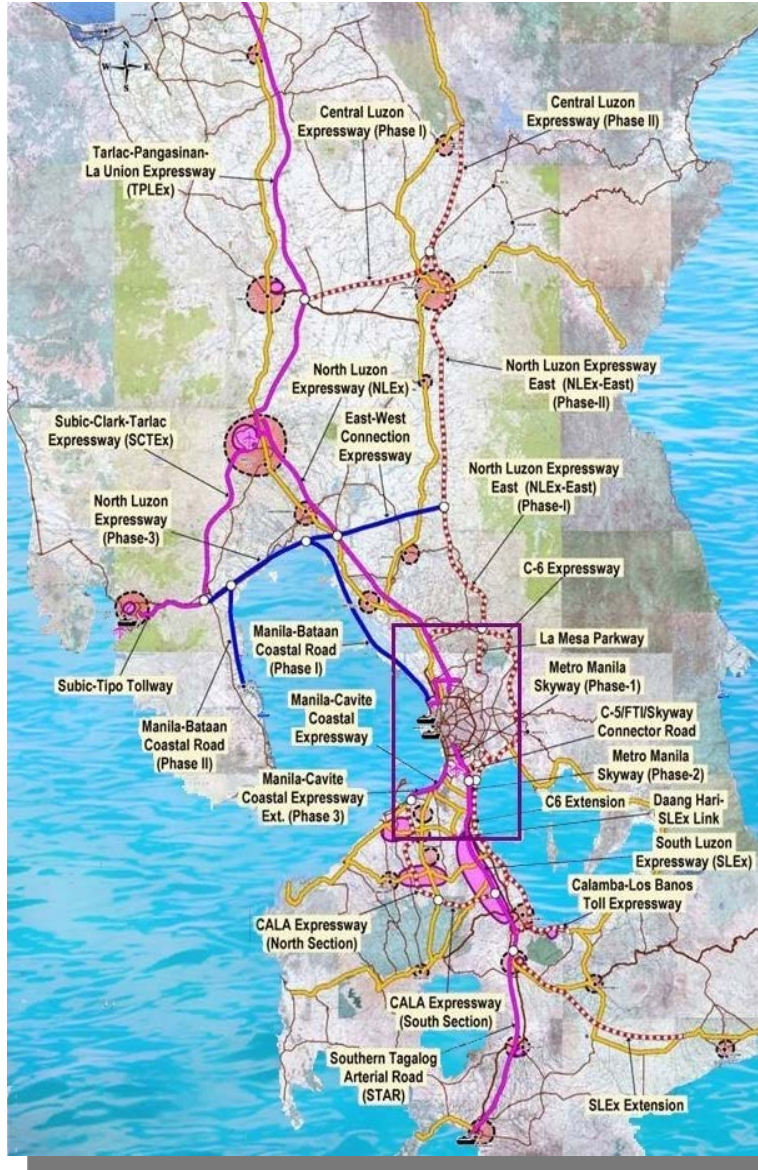 N
W E
S
Central Luzon
Expressway (Phase I)
Central Luzon
Expressway (Phase II)
Tarlac-Pangasinan-
La Union Expressway
(TPLEx)
North Luzon
Expressway (NLEx)
North Luzon Expressway
East (NLEx-East)
(Phase-II)
Subic-Clark-Tarlac
Expressway (SCTEx)
East-West
Connection
Expressway
North Luzon
Expressway
(Phase-3)
North Luzon Expressway
East (NLEx-East)
(Phase-I)
C-6 Expressway
La Mesa Parkway
Manila-Bataan
Coastal Road
(Phase I)
Metro Manila
Skyway (Phase-1)
Subic-Tipo Tollway
Manila-Cavite
Coastal
Expressway
C-5/FTI/Skyway
Connector Road
Manila-Bataan
Coastal Road
(Phase II)
Metro Manila
Skyway (Phase-2)
Manila-Cavite
Coastal Expressway
Ext. (Phase 3)
C6 Extension
Daang Hari-
SLEx Link
South Luzon
Expressway (SLEx)
Calamba-Los Banos
Toll Expressway
CALA Expressway
(North Section)
CALA Expressway
(South Section)
Southern Tagalog
Arterial Road
(STAR)
SLEx Extension